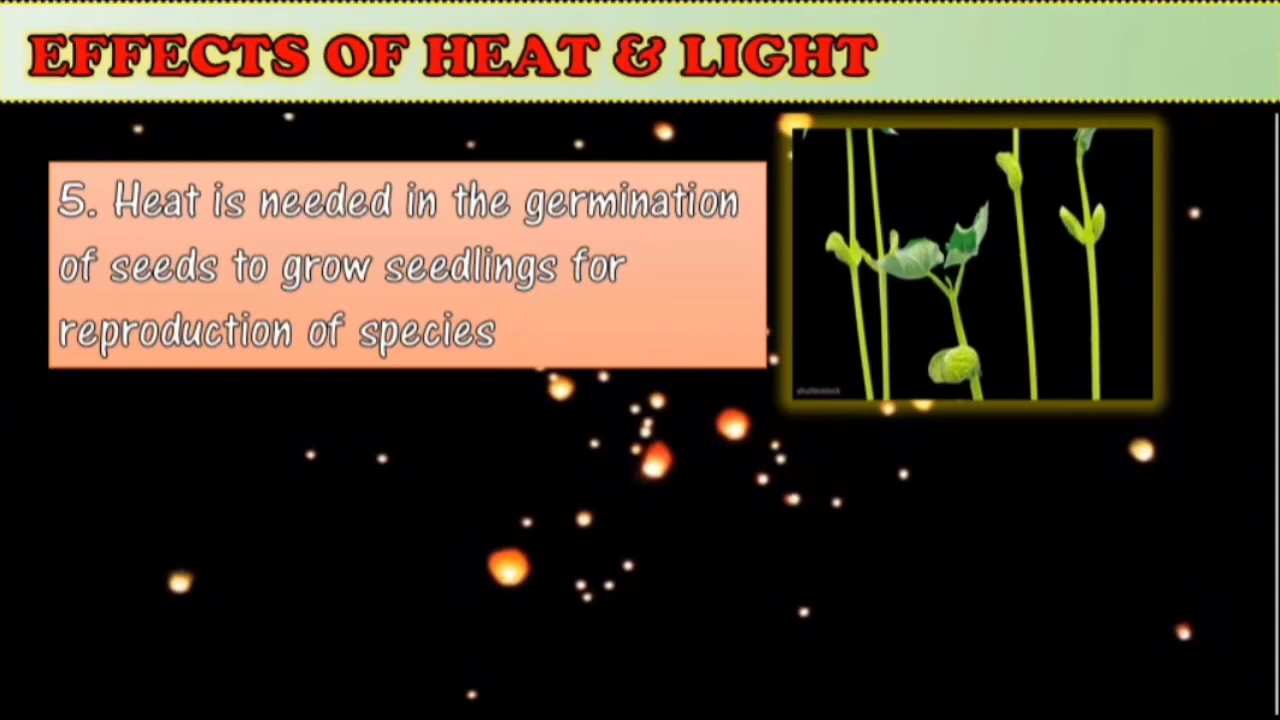 EFFECTS OF HEAT & LIGHT
5. Heat is needed in the germination
of seeds to grow seedlings for
reproduction of species
shutterstock